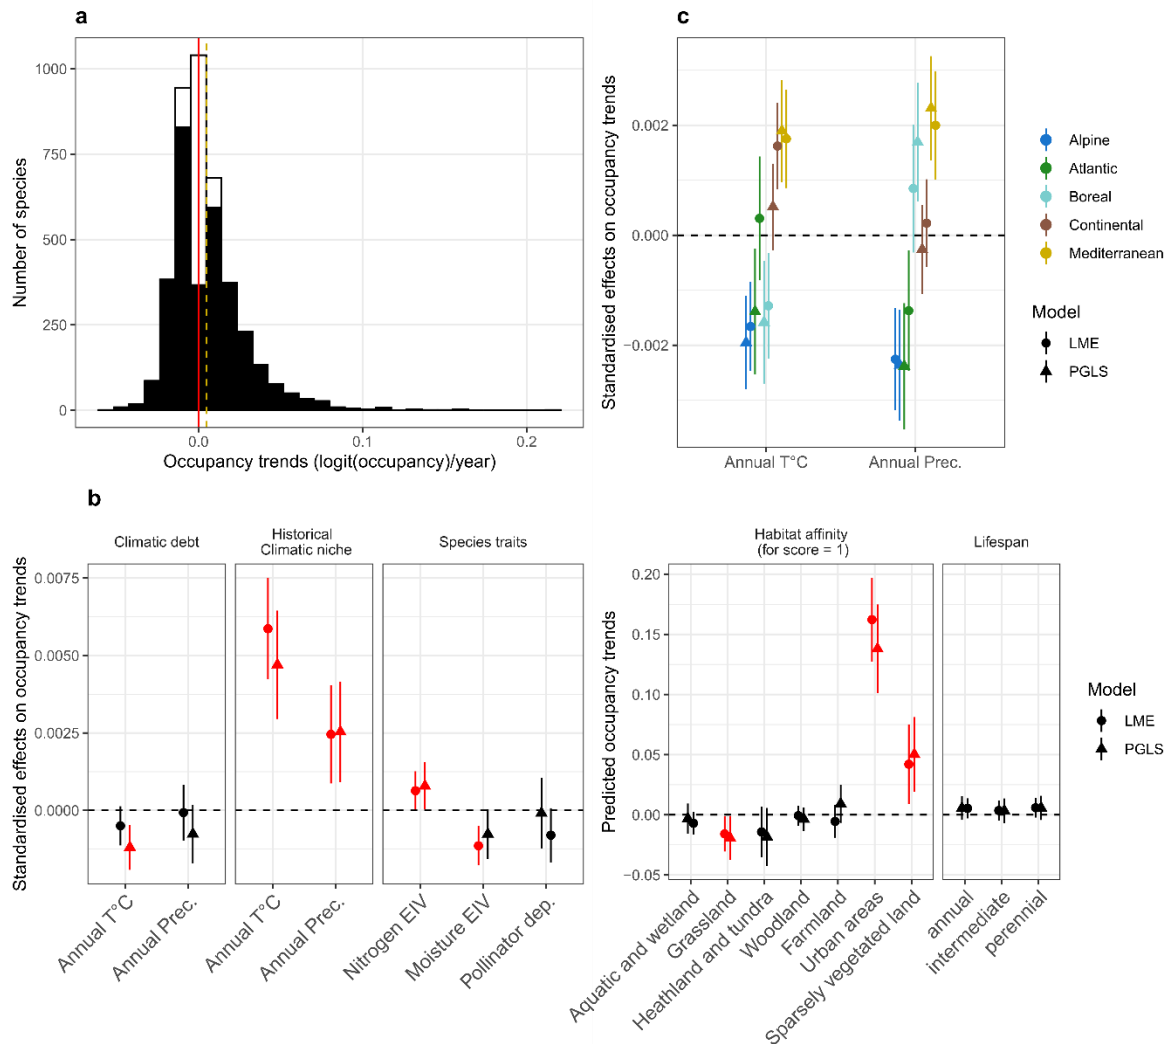 a
1000
750
500
250
0
Number of species
0.0
0.1
0.2
Occupancy trends (logit(occupancy)/year)
c
0.002
0.000
−0.002
Standardised effects on occupancy trends
Annual T°C
Annual Prec.
Alpine
Atlantic
Boreal
Continental
Mediterranean
Model
LME
PGLS
b
Climatic debt
Historical
Climatic niche
Species traits
0.0075
0.0050
0.0025
0.0000
Standardised effects on occupancy trends
Annual T°C
Annual Prec.
Annual T°C
Annual Prec.
Nitrogen EIV
Moisture EIV
Pollinator dep.
Habitat affinity
(for score = 1)
Lifespan
0.20
0.15
0.10
0.05
0.00
−0.05
Predicted occupancy trends
Aquatic and wetland
Grassland
Heathland and tundra
Woodland
Farmland
Urban areas
Sparsely vegetated land
annual
intermediate
perennial
Model
LME
PGLS